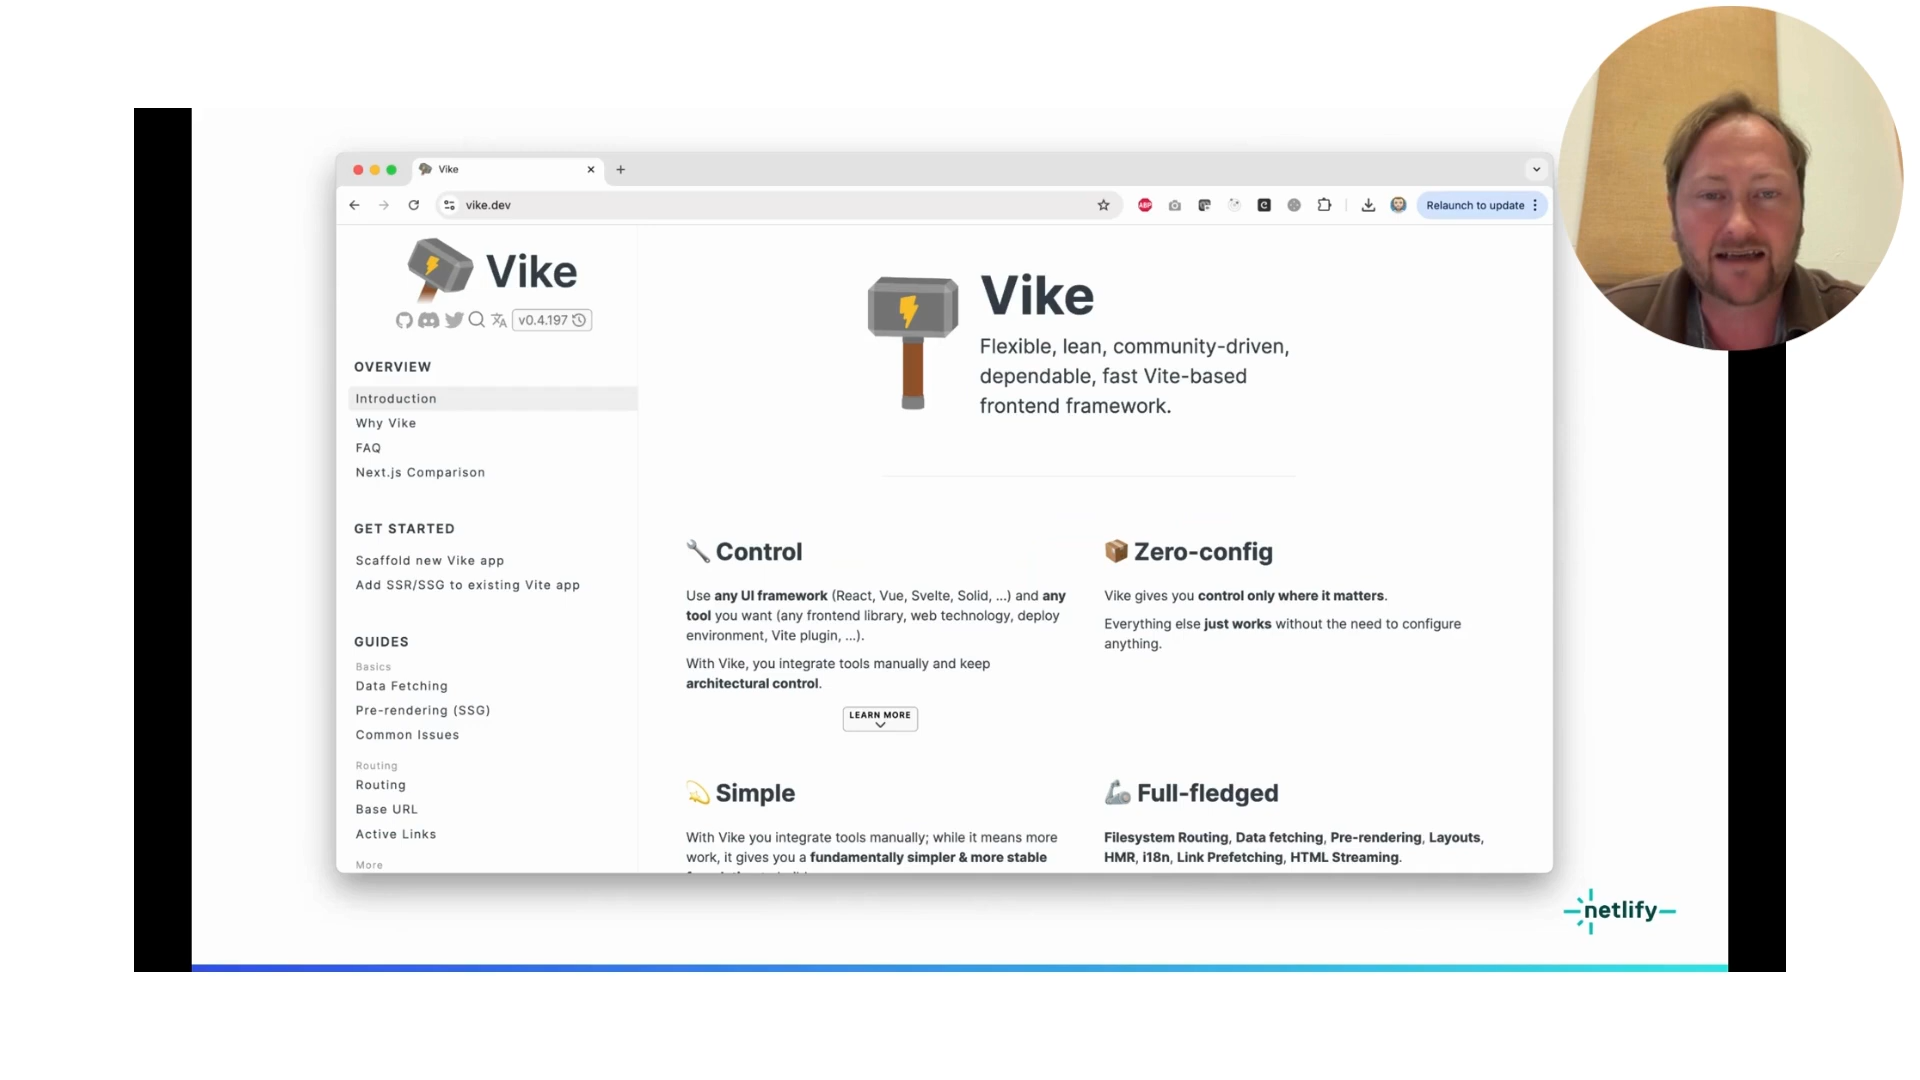 Vike
vike.dev
ABP
Relaunch to update
Vike
v0.4.197
OVERVIEW
Introduction
Why Vike
FAQ
Next.js Comparison
GET STARTED
Scaffold new Vike app
Add SSR/SSG to existing Vite app
GUIDES
Basics
Data Fetching
Pre-rendering (SSG)
Common Issues
Routing
Routing
Base URL
Active Links
More
Vike
Flexible, lean, community-driven,
dependable, fast Vite-based
frontend framework.
🔧 Control
Use any UI framework (React, Vue, Svelte, Solid, ...) and any
tool you want (any frontend library, web technology, deploy
environment, Vite plugin, ...).
With Vike, you integrate tools manually and keep
architectural control.
LEARN MORE
📦 Zero-config
Vike gives you control only where it matters.
Everything else just works without the need to configure
anything.
💫 Simple
With Vike you integrate tools manually; while it means more
work, it gives you a fundamentally simpler & more stable
🦾 Full-fledged
Filesystem Routing, Data fetching, Pre-rendering, Layouts,
HMR, i18n, Link Prefetching, HTML Streaming.
netlify